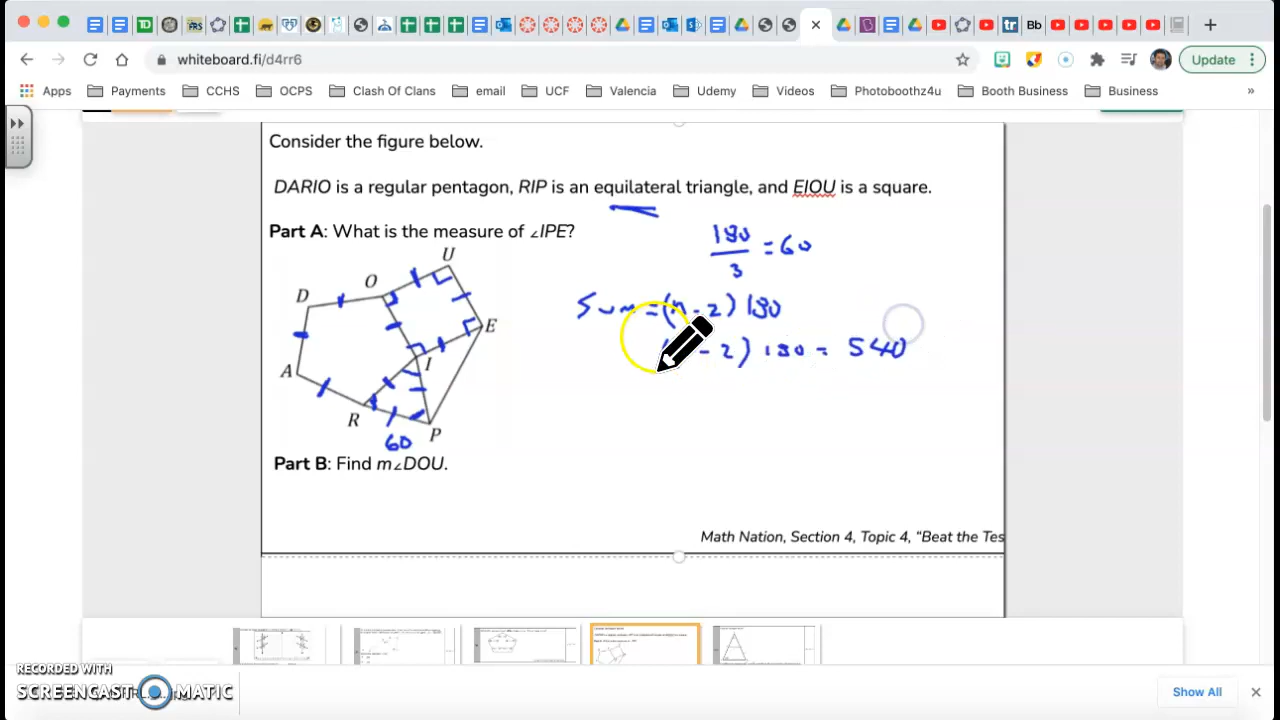 Update
whiteboard.fi/d4rr6
Apps Payments CCHS OCPS Clash Of Clans email UCF Valencia Udemy Videos Photoboothz4u Booth Business Business »
Consider the figure below.
DARIO is a regular pentagon, RIP is an equilateral triangle, and EIOU is a square.
Part A: What is the measure of ∠IPE?
180
— = 60
3
U
O
D
Sum = (n - 2) 180
E
- 2) 180 = 540
I
A
R
P
60
Part B: Find m∠DOU.
Math Nation, Section 4, Topic 4, “Beat the Tes
RECORDED WITH
SCREENCAST MATIC
Show All